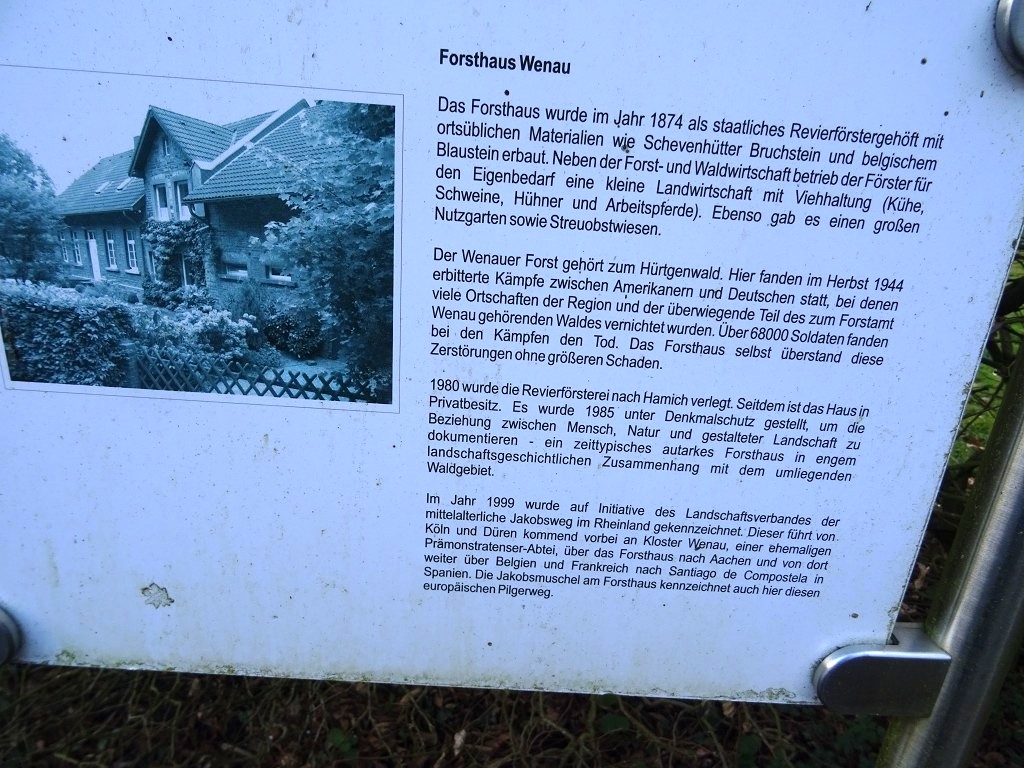 Forsthaus Wenau
Das Forsthaus wurde im Jahr 1874 als staatliches Revierförstergehöft mit
ortsüblichen Materialien wie Schevenhütter Bruchstein und belgischem
Blaustein erbaut. Neben der Forst- und Waldwirtschaft betrieb der Förster für
den Eigenbedarf eine kleine Landwirtschaft mit Viehhaltung (Kühe,
Schweine, Hühner und Arbeitspferde). Ebenso gab es einen großen
Nutzgarten sowie Streuobstwiesen.
Der Wenauer Forst gehört zum Hürtgenwald. Hier fanden im Herbst 1944
erbitterte Kämpfe zwischen Amerikanern und Deutschen statt, bei denen
viele Ortschaften der Region und der überwiegende Teil des zum Forstamt
Wenau gehörenden Waldes vernichtet wurden. Über 68000 Soldaten fanden
bei den Kämpfen den Tod. Das Forsthaus selbst überstand diese
Zerstörungen ohne größeren Schaden.
1980 wurde die Revierförsterei nach Hamich verlegt. Seitdem ist das Haus in
Privatbesitz. Es wurde 1985 unter Denkmalschutz gestellt, um die
Beziehung zwischen Mensch, Natur und gestalteter Landschaft zu
dokumentieren - ein zeittypisches autarkes Forsthaus in engem
landschaftsgeschichtlichen Zusammenhang mit dem umliegenden
Waldgebiet.
Im Jahr 1999 wurde auf Initiative des Landschaftsverbandes der
mittelalterliche Jakobsweg im Rheinland gekennzeichnet. Dieser führt von
Köln und Düren kommend vorbei an Kloster Wenau, einer ehemaligen
Prämonstratenser-Abtei, über das Forsthaus nach Aachen und von dort
weiter über Belgien und Frankreich nach Santiago de Compostela in
Spanien. Die Jakobsmuschel am Forsthaus kennzeichnet auch hier diesen
europäischen Pilgerweg.